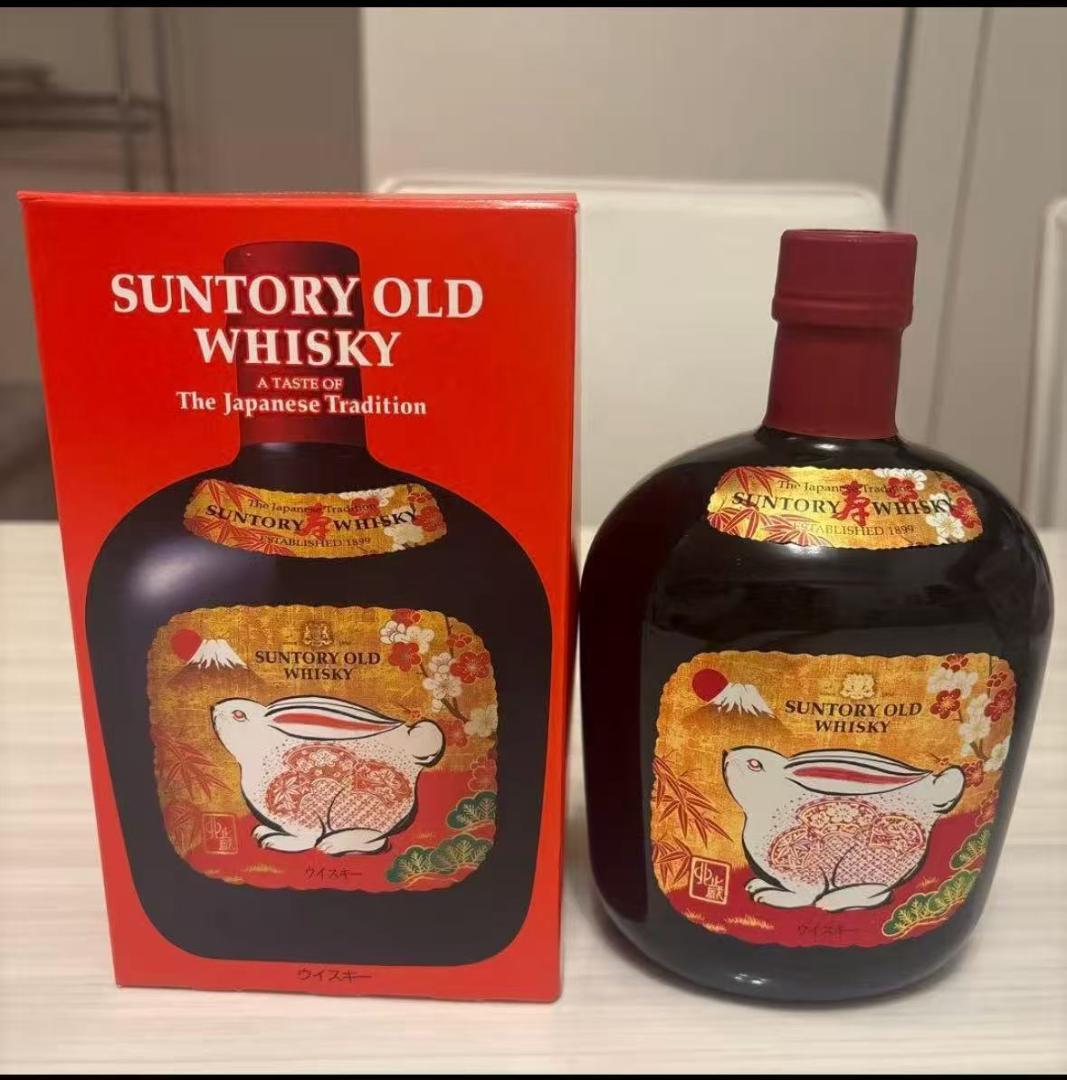 SUNTORY OLD
WHISKY
A TASTE OF
The Japanese Tradition
The Japanese Tradition
SUNTORY 寿 WHISKY
ESTABLISHED 1899
SUNTORY OLD
WHISKY
ウイスキー
ウイスキー
The Japanese Tradition
SUNTORY 寿 WHISKY
ESTABLISHED 1899
SUNTORY OLD
WHISKY
ウイスキー